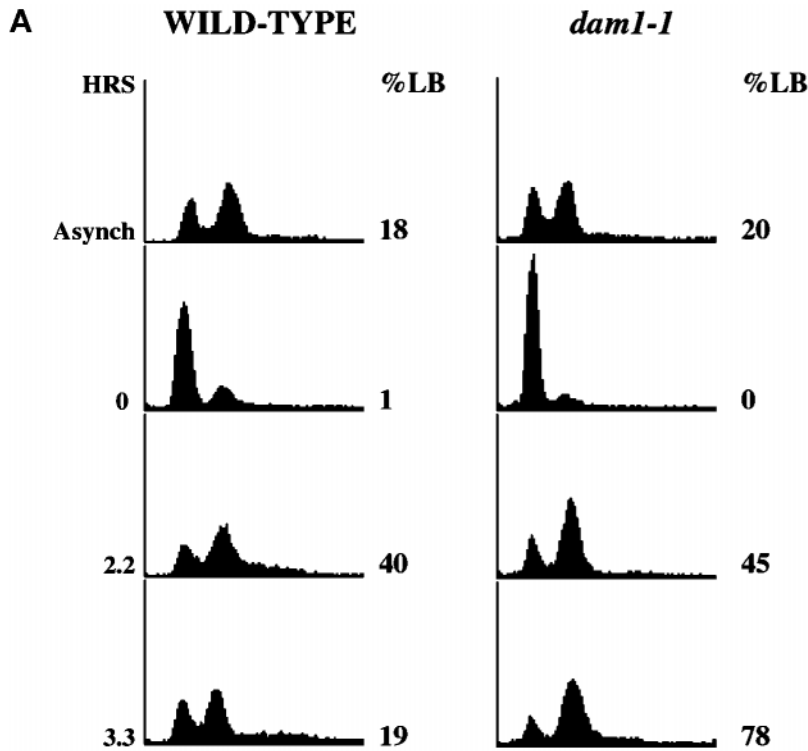 A
WILD-TYPE dam1-1
HRS %LB %LB
Asynch 18 20
0 1 0
2.2 40 45
3.3 19 78